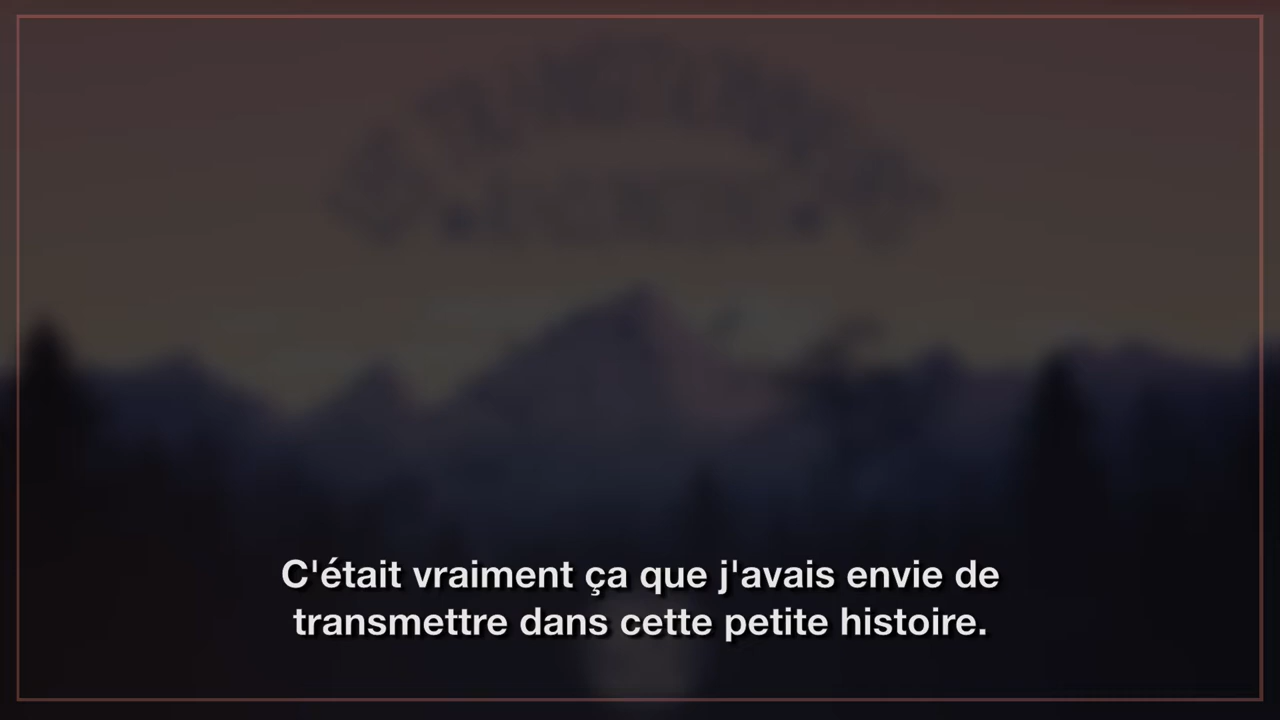 C'était vraiment ça que j'avais envie de
transmettre dans cette petite histoire.